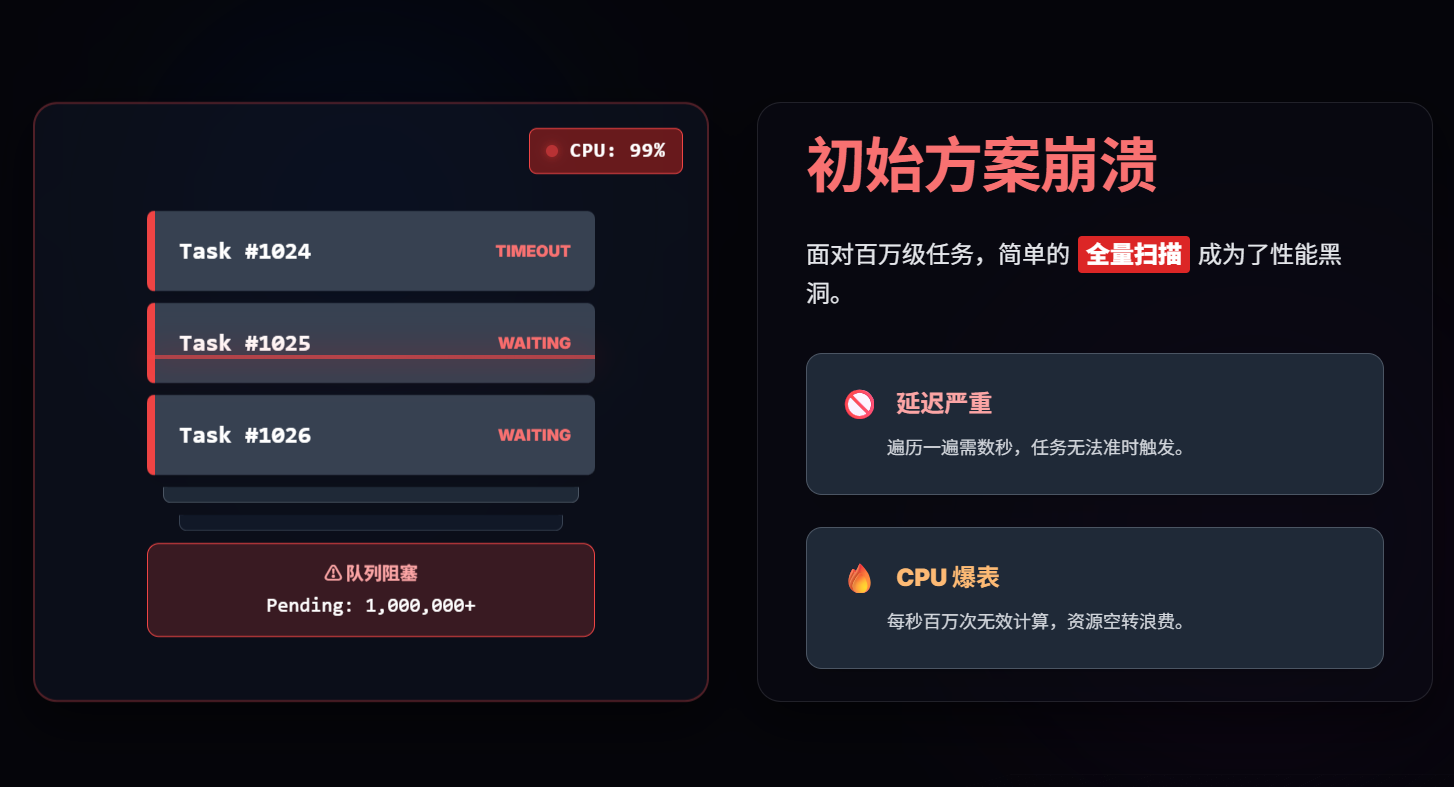 CPU: 99%
Task #1024
TIMEOUT
Task #1025
WAITING
Task #1026
WAITING
队列阻塞
Pending: 1,000,000+
初始方案崩溃
面对百万级任务，简单的 全量扫描 成为了性能黑
洞。
延迟严重
遍历一遍需数秒，任务无法准时触发。
CPU 爆表
每秒百万次无效计算，资源空转浪费。